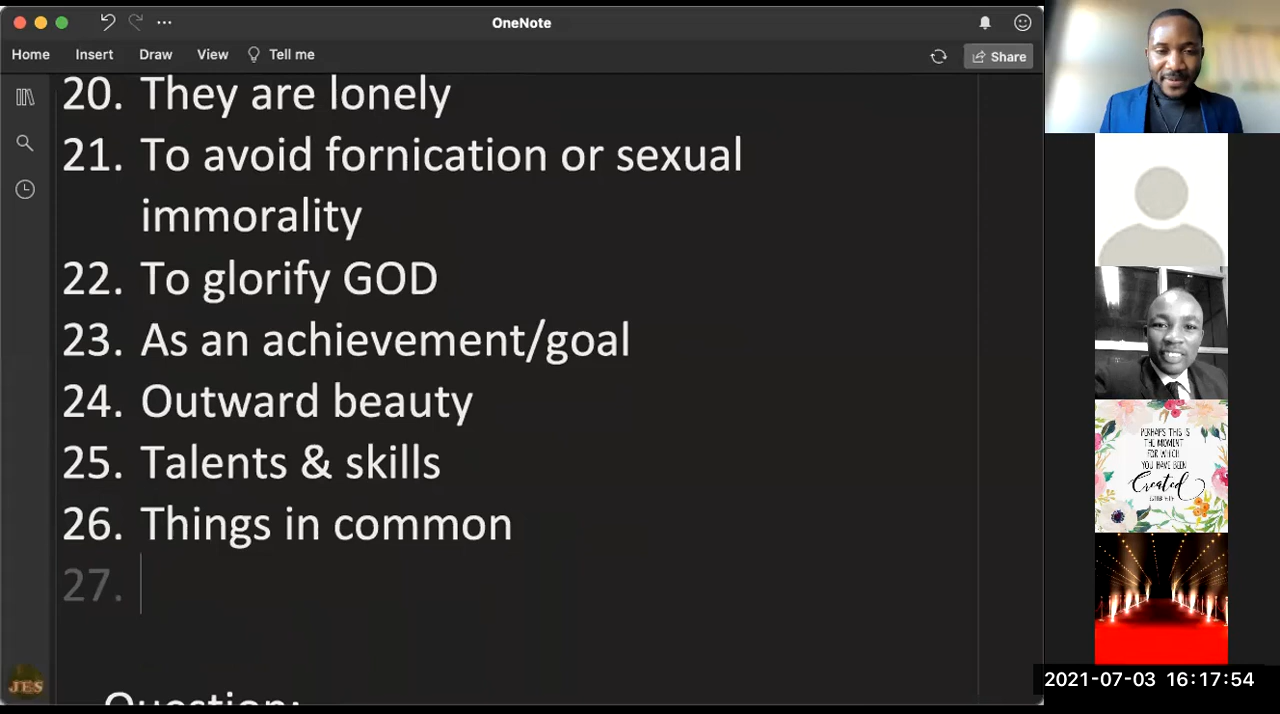 OneNote
Home Insert Draw View Tell me Share
20. They are lonely
21. To avoid fornication or sexual
immorality
22. To glorify GOD
23. As an achievement/goal
24. Outward beauty
25. Talents & skills
26. Things in common
27.
Question:
JES
PERHAPS THIS IS
THE MOMENT
FOR WHICH
YOU HAVE BEEN
Created
2021-07-03 16:17:54